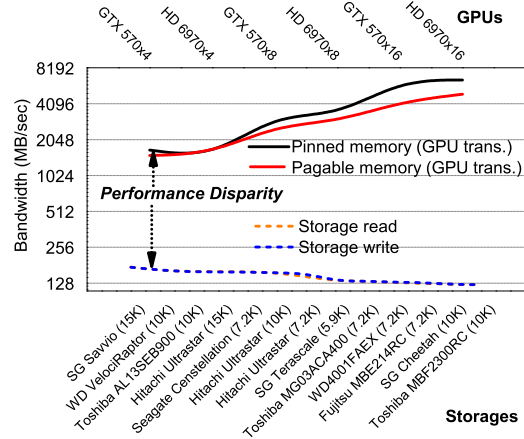 GPUs
GTX 570x4
HD 6970x4
GTX 570x8
HD 6970x8
GTX 570x16
HD 6970x16
Bandwidth (MB/sec)
8192
4096
2048
1024
512
256
128
Pinned memory (GPU trans.)
Pagable memory (GPU trans.)
Performance Disparity
Storage read
Storage write
SG Savvio (15K)
WD VelociRaptor (10K)
Toshiba AL13SEB900 (10K)
Hitachi Ultrastar (15K)
Seagate Constellation (7.2K)
Hitachi Ultrastar (10K)
Hitachi Ultrastar (7.2K)
SG Terascale (5.9K)
Toshiba MG03ACA400 (7.2K)
WD4001FAEX (7.2K)
Fujitsu MBE214RC (7.2K)
SG Cheetah (10K)
Toshiba MBF2300RC (10K)
Storages